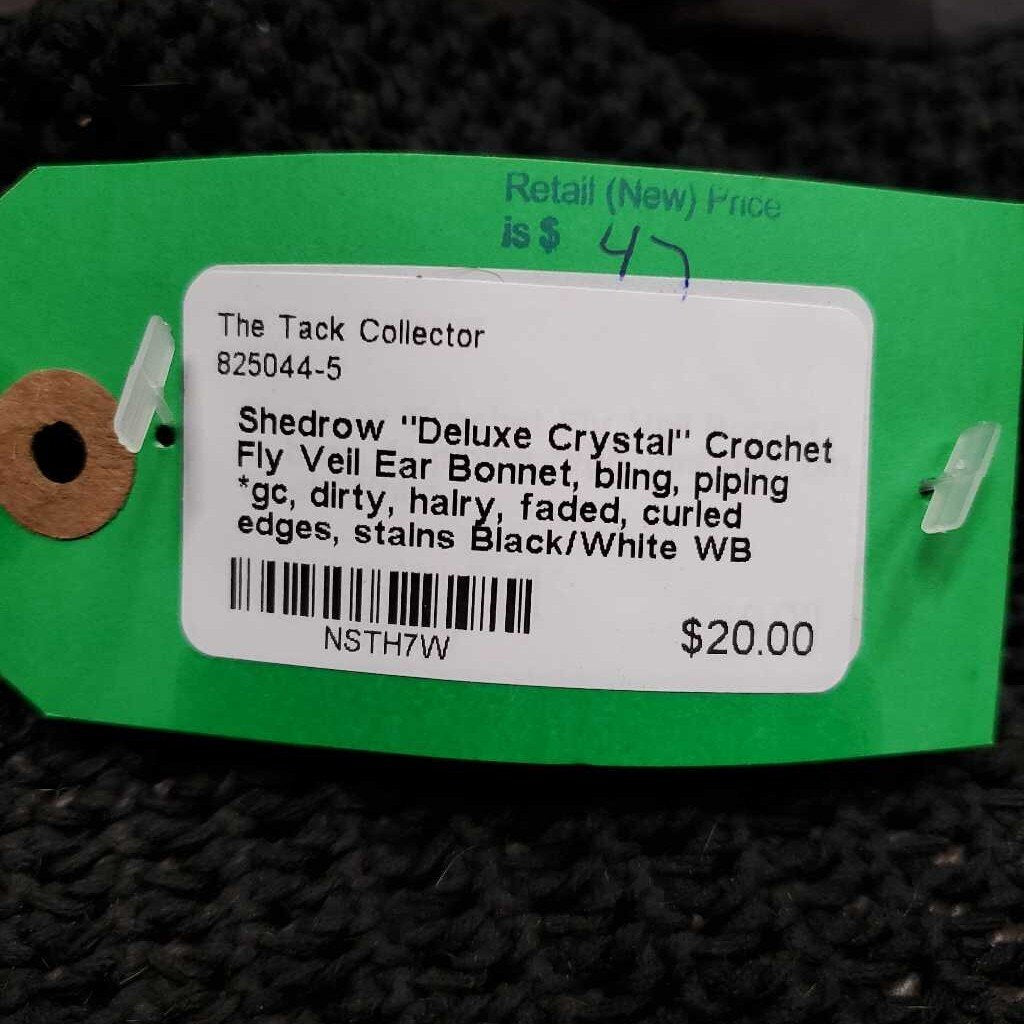 Retail (New) Price
is $ 47
The Tack Collector
825044-5
Shedrow "Deluxe Crystal" Crochet
Fly Veil Ear Bonnet, bling, piping
*gc, dirty, hairy, faded, curled
edges, stains Black/White WB
NSTH7W
$20.00